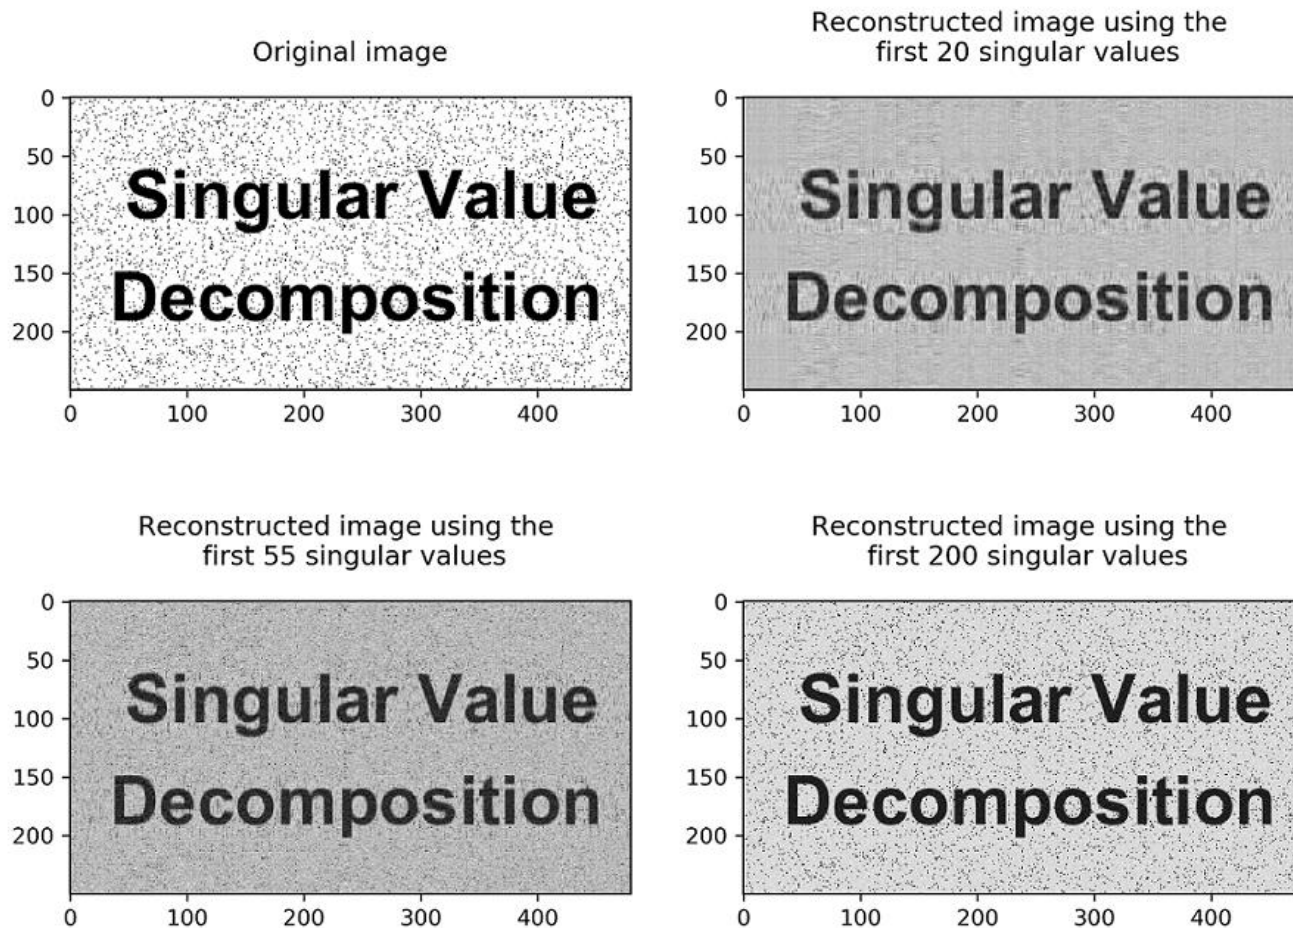 Original image
0
50
100
150
200
Singular Value
Decomposition
0 100 200 300 400
Reconstructed image using the
first 20 singular values
0
50
100
150
200
Singular Value
Decomposition
0 100 200 300 400
Reconstructed image using the
first 55 singular values
0
50
100
150
200
Singular Value
Decomposition
0 100 200 300 400
Reconstructed image using the
first 200 singular values
0
50
100
150
200
Singular Value
Decomposition
0 100 200 300 400